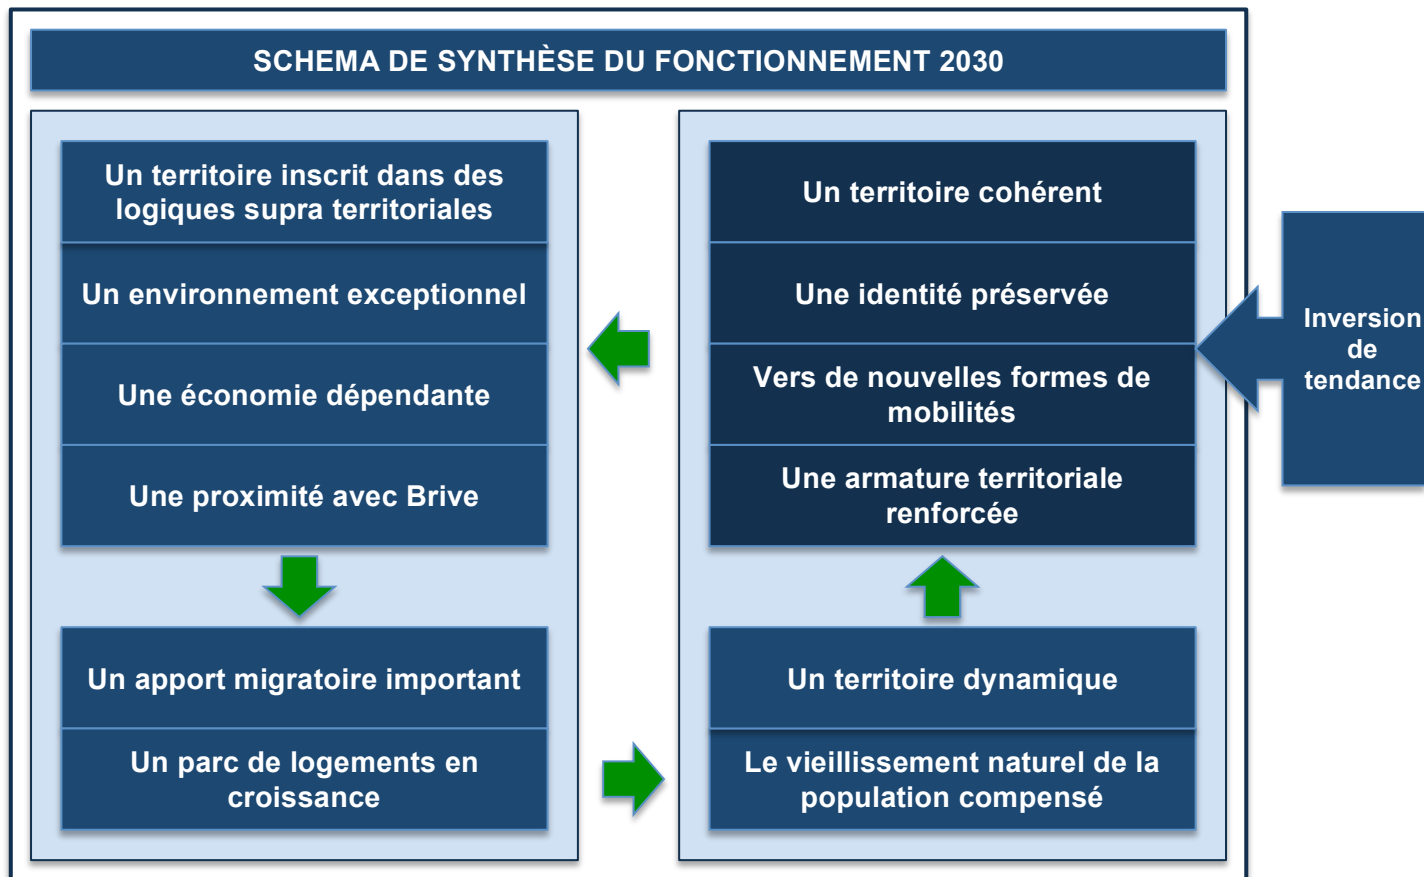 SCHEMA DE SYNTHÈSE DU FONCTIONNEMENT 2030
Un territoire inscrit dans des
logiques supra territoriales
Un environnement exceptionnel
Une économie dépendante
Une proximité avec Brive
Un apport migratoire important
Un parc de logements en
croissance
Un territoire cohérent
Une identité préservée
Vers de nouvelles formes de
mobilités
Une armature territoriale
renforcée
Un territoire dynamique
Le vieillissement naturel de la
population compensé
Inversion
de
tendance